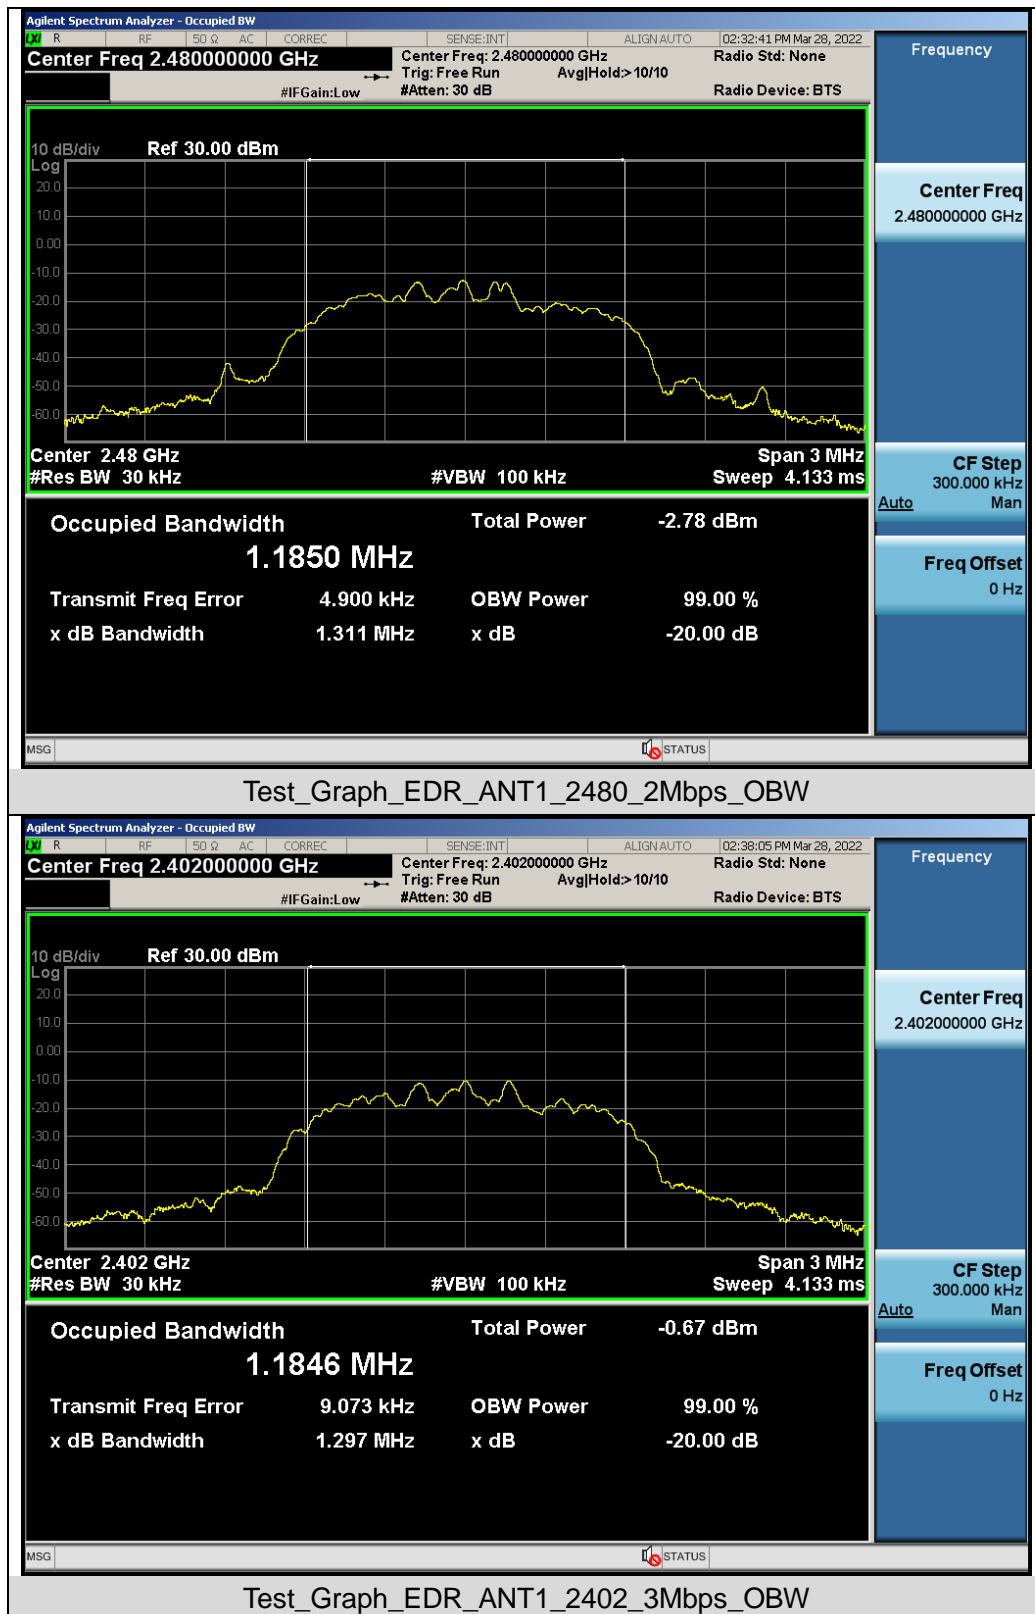 Agilent Spectrum Analyzer - Occupied BW
LXI R RF 50 Ω AC CORREC SENSE:INT ALIGN AUTO 02:32:41 PM Mar 28, 2022
Center Freq 2.480000000 GHz
Center Freq: 2.480000000 GHz
Radio Std: None
Trig: Free Run Avg|Hold:> 10/10
#IFGain:Low
#Atten: 30 dB
Radio Device: BTS
Frequency
10 dB/div
Ref 30.00 dBm
Log
20.0
10.0
0.00
-10.0
-20.0
-30.0
-40.0
-50.0
-60.0
Center 2.48 GHz
Span 3 MHz
#Res BW 30 kHz
#VBW 100 kHz
Sweep 4.133 ms
Center Freq
2.480000000 GHz
CF Step
300.000 kHz
Auto Man
Freq Offset
0 Hz
Occupied Bandwidth
Total Power -2.78 dBm
1.1850 MHz
Transmit Freq Error 4.900 kHz
OBW Power 99.00 %
x dB Bandwidth 1.311 MHz
x dB -20.00 dB
MSG
STATUS
Test_Graph_EDR_ANT1_2480_2Mbps_OBW
Agilent Spectrum Analyzer - Occupied BW
LXI R RF 50 Ω AC CORREC SENSE:INT ALIGN AUTO 02:38:05 PM Mar 28, 2022
Center Freq 2.402000000 GHz
Center Freq: 2.402000000 GHz
Radio Std: None
Trig: Free Run Avg|Hold:> 10/10
#IFGain:Low
#Atten: 30 dB
Radio Device: BTS
Frequency
10 dB/div
Ref 30.00 dBm
Log
20.0
10.0
0.00
-10.0
-20.0
-30.0
-40.0
-50.0
-60.0
Center 2.402 GHz
Span 3 MHz
#Res BW 30 kHz
#VBW 100 kHz
Sweep 4.133 ms
Center Freq
2.402000000 GHz
CF Step
300.000 kHz
Auto Man
Freq Offset
0 Hz
Occupied Bandwidth
Total Power -0.67 dBm
1.1846 MHz
Transmit Freq Error 9.073 kHz
OBW Power 99.00 %
x dB Bandwidth 1.297 MHz
x dB -20.00 dB
MSG
STATUS
Test_Graph_EDR_ANT1_2402_3Mbps_OBW